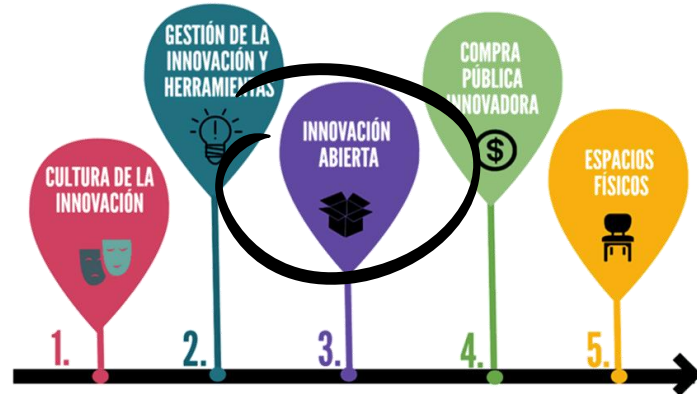 CULTURA DE LA
INNOVACIÓN
1.
GESTIÓN DE LA
INNOVACIÓN Y
HERRAMIENTAS
2.
INNOVACIÓN
ABIERTA
3.
COMPRA
PÚBLICA
INNOVADORA
$
4.
ESPACIOS
FÍSICOS
5.